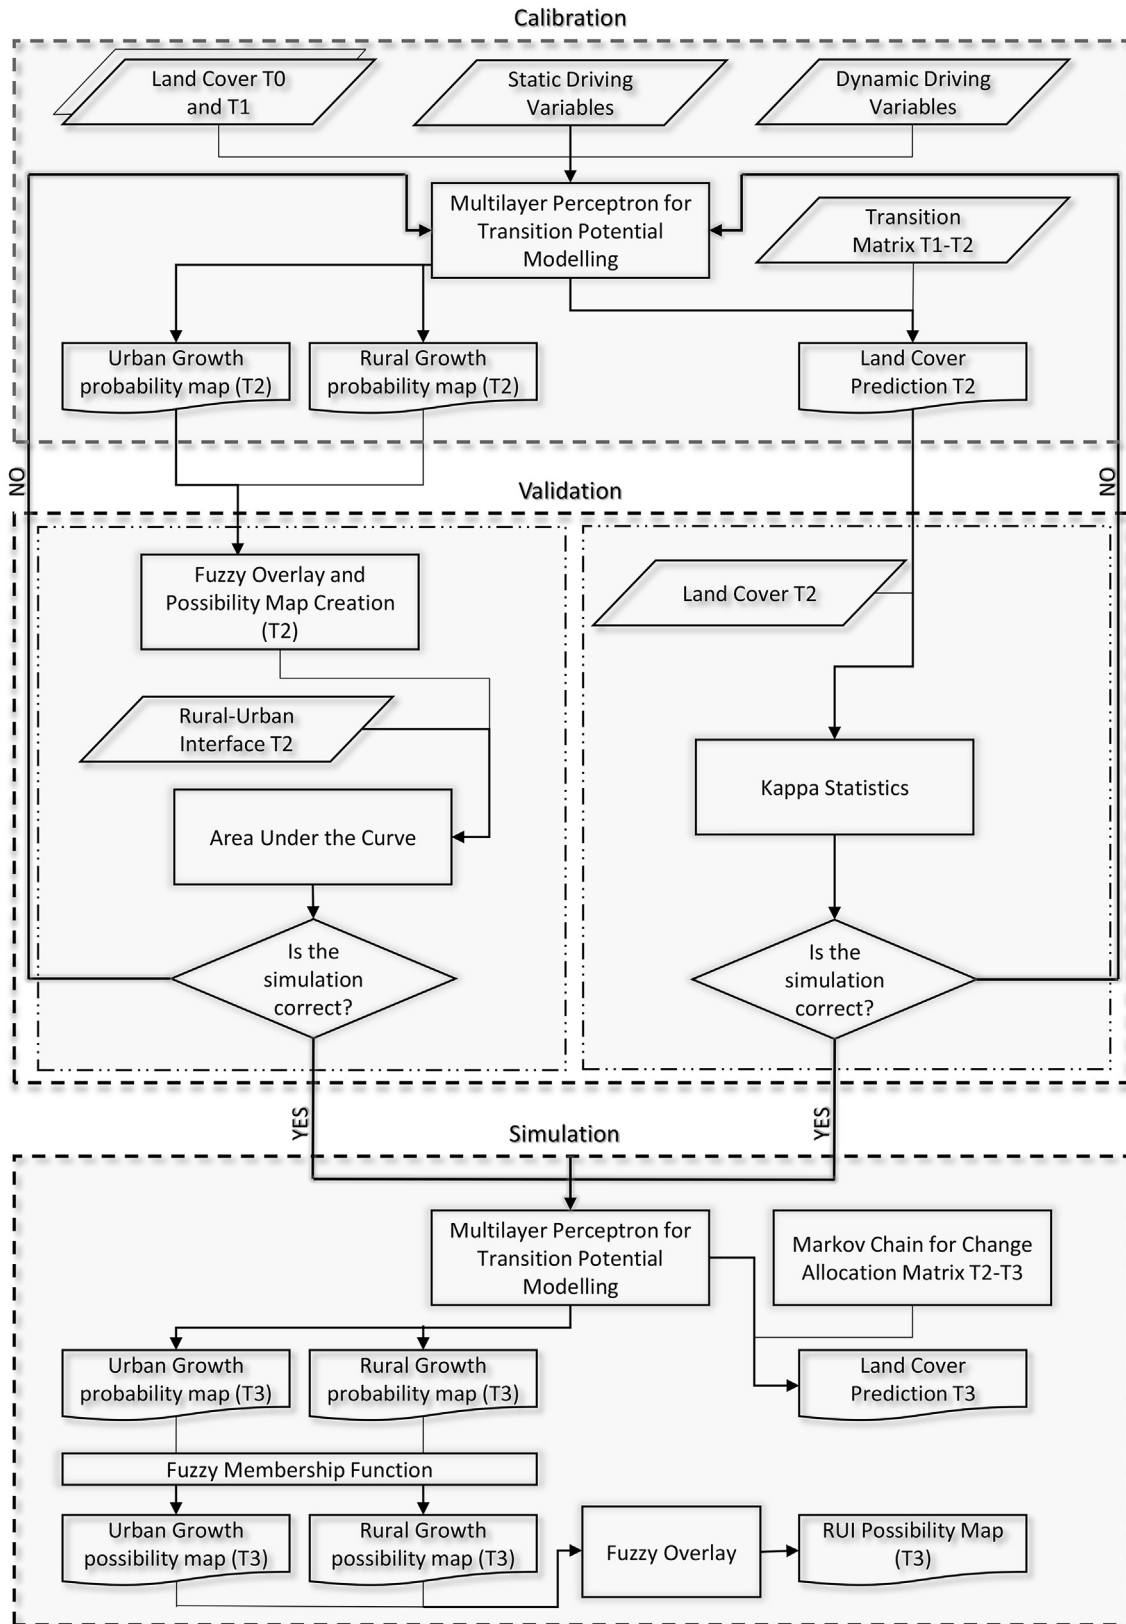 Calibration
Land Cover T0
and T1
Static Driving
Variables
Dynamic Driving
Variables
Multilayer Perceptron for
Transition Potential
Modelling
Transition
Matrix T1-T2
Urban Growth
probability map (T2)
Rural Growth
probability map (T2)
Land Cover
Prediction T2
NO
NO
Validation
Fuzzy Overlay and
Possibility Map Creation
(T2)
Land Cover T2
Rural-Urban
Interface T2
Area Under the Curve
Kappa Statistics
Is the
simulation
correct?
Is the
simulation
correct?
YES
YES
Simulation
Multilayer Perceptron for
Transition Potential
Modelling
Markov Chain for Change
Allocation Matrix T2-T3
Urban Growth
probability map (T3)
Rural Growth
probability map (T3)
Land Cover
Prediction T3
Fuzzy Membership Function
Urban Growth
possibility map (T3)
Rural Growth
possibility map (T3)
Fuzzy Overlay
RUI Possibility Map
(T3)